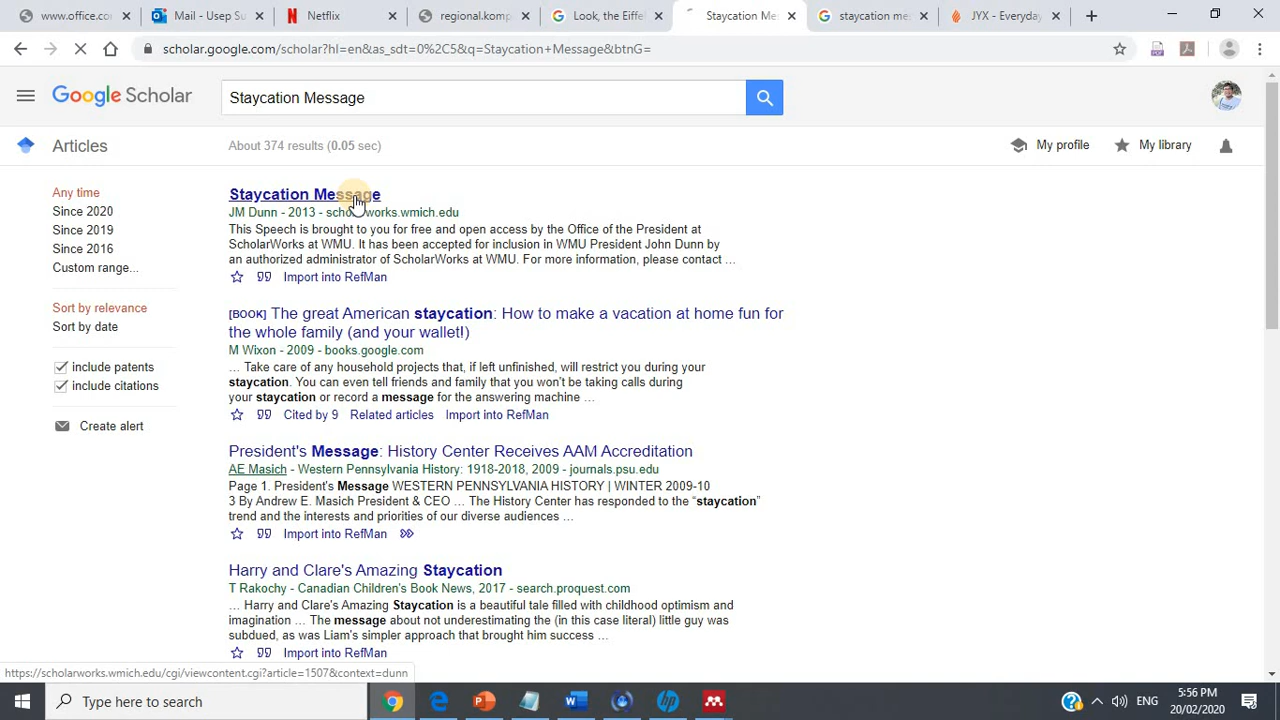 www.office.co
Mail - Usep Su
Netflix
regional.komp
Look, the Eiffe
Staycation Me
staycation me
JYX - Everyday
scholar.google.com/scholar?hl=en&as_sdt=0%2C5&q=Staycation+Message&btnG=
Google Scholar
Staycation Message
Articles
About 374 results (0.05 sec)
My profile
My library
Any time
Since 2020
Since 2019
Since 2016
Custom range...
Sort by relevance
Sort by date
include patents
include citations
Create alert
Staycation Message
JM Dunn - 2013 - scholarworks.wmich.edu
This Speech is brought to you for free and open access by the Office of the President at
ScholarWorks at WMU. It has been accepted for inclusion in WMU President John Dunn by
an authorized administrator of ScholarWorks at WMU. For more information, please contact …
Import into RefMan
[BOOK] The great American staycation: How to make a vacation at home fun for
the whole family (and your wallet!)
M Wixon - 2009 - books.google.com
… Take care of any household projects that, if left unfinished, will restrict you during your
staycation. You can even tell friends and family that you won't be taking calls during
your staycation or record a message for the answering machine …
Cited by 9 Related articles Import into RefMan
President's Message: History Center Receives AAM Accreditation
AE Masich - Western Pennsylvania History: 1918-2018, 2009 - journals.psu.edu
Page 1. President's Message WESTERN PENNSYLVANIA HISTORY | WINTER 2009-10
3 By Andrew E. Masich President & CEO … The History Center has responded to the “staycation”
trend and the interests and priorities of our diverse audiences …
Import into RefMan
Harry and Clare's Amazing Staycation
T Rakochy - Canadian Children's Book News, 2017 - search.proquest.com
… Harry and Clare's Amazing Staycation is a beautiful tale filled with childhood optimism and
imagination … The message about not underestimating the (in this case literal) little guy was
subdued, as was Liam's simpler approach that brought him success …
Import into RefMan
https://scholarworks.wmich.edu/cgi/viewcontent.cgi?article=1507&context=dunn
Type here to search
ENG
5:56 PM
20/02/2020